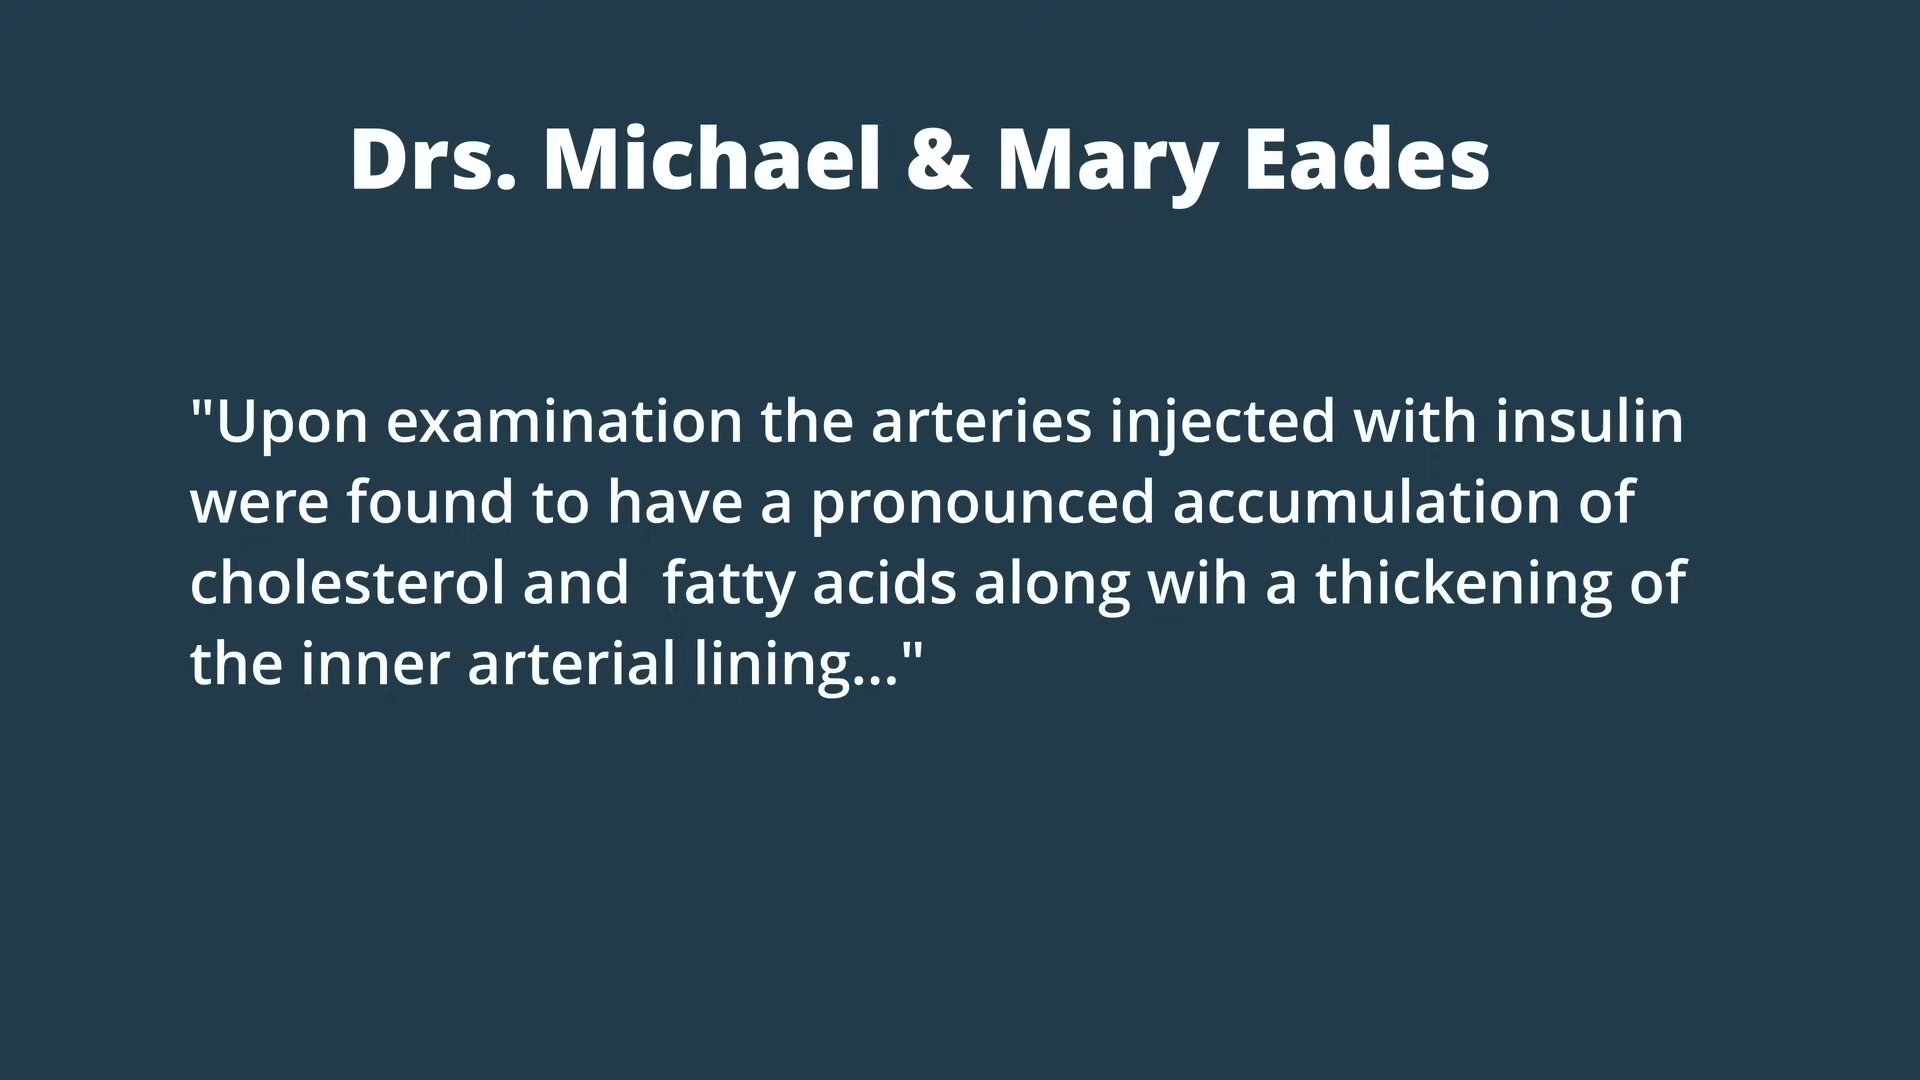 Drs. Michael & Mary Eades
"Upon examination the arteries injected with insulin
were found to have a pronounced accumulation of
cholesterol and  fatty acids along wih a thickening of
the inner arterial lining..."